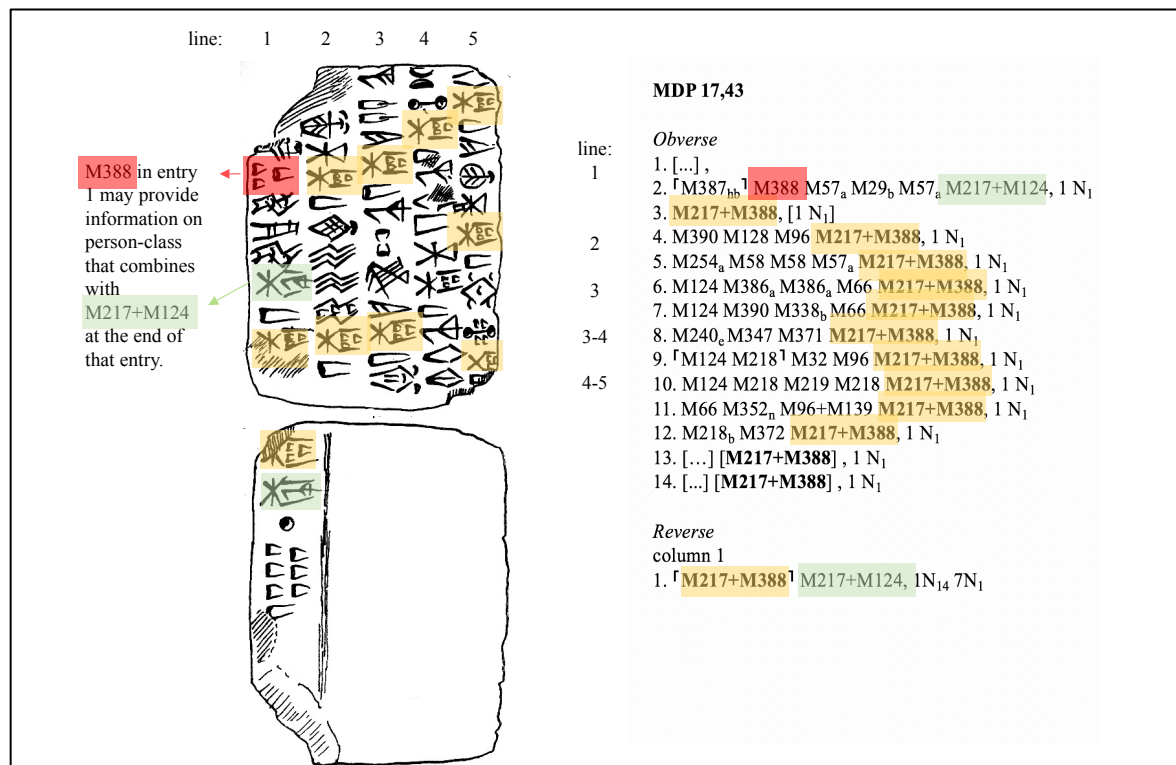 line: 1 2 3 4 5
M388 in entry
1 may provide
information on
person-class
that combines
with
M217+M124
at the end of
that entry.
line:
1
2
3
3-4
4-5
MDP 17,43
Obverse
1. [...] ,
2. ⸢M387hb⸣ M388 M57a M29b M57a M217+M124, 1 N1
3. M217+M388, [1 N1]
4. M390 M128 M96 M217+M388, 1 N1
5. M254a M58 M58 M57a M217+M388, 1 N1
6. M124 M386a M386a M66 M217+M388, 1 N1
7. M124 M390 M338b M66 M217+M388, 1 N1
8. M240e M347 M371 M217+M388, 1 N1
9. ⸢M124 M218⸣ M32 M96 M217+M388, 1 N1
10. M124 M218 M219 M218 M217+M388, 1 N1
11. M66 M352n M96+M139 M217+M388, 1 N1
12. M218b M372 M217+M388, 1 N1
13. [...] [M217+M388] , 1 N1
14. [...] [M217+M388] , 1 N1
Reverse
column 1
1. ⸢M217+M388⸣ M217+M124, 1N14 7N1